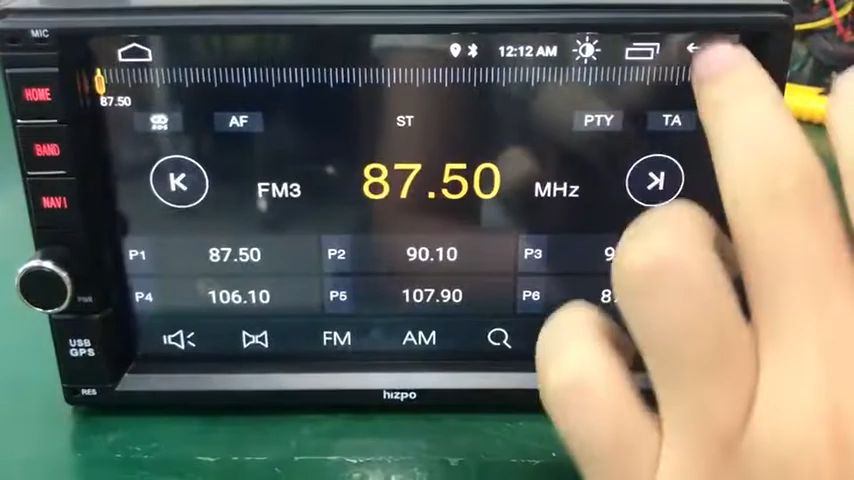 MIC
12:12 AM
HOME
87.50
AF
ST
PTY
TA
BAND
FM3
87.50
MHz
NAVI
P1
87.50
P2
90.10
P3
P4
106.10
P5
107.90
P6
PWR
FM
AM
USB
GPS
RES
hizpo